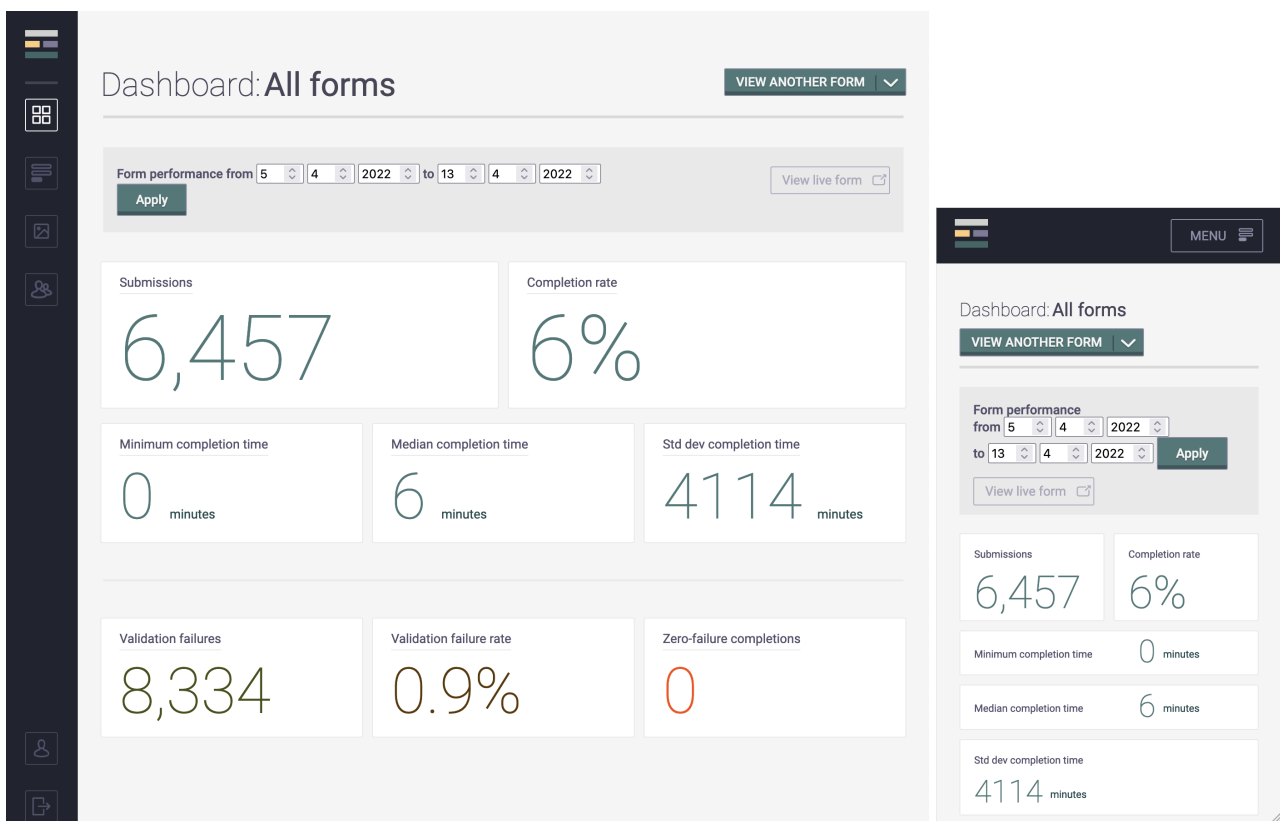 Dashboard: All forms
VIEW ANOTHER FORM
Form performance from 5 4 2022 to 13 4 2022
Apply
View live form
Submissions
6,457
Completion rate
6%
Minimum completion time
0 minutes
Median completion time
6 minutes
Std dev completion time
4114 minutes
Validation failures
8,334
Validation failure rate
0.9%
Zero-failure completions
0
MENU
Dashboard: All forms
VIEW ANOTHER FORM
Form performance
from 5 4 2022
to 13 4 2022 Apply
View live form
Submissions
6,457
Completion rate
6%
Minimum completion time 0 minutes
Median completion time 6 minutes
Std dev completion time
4114 minutes